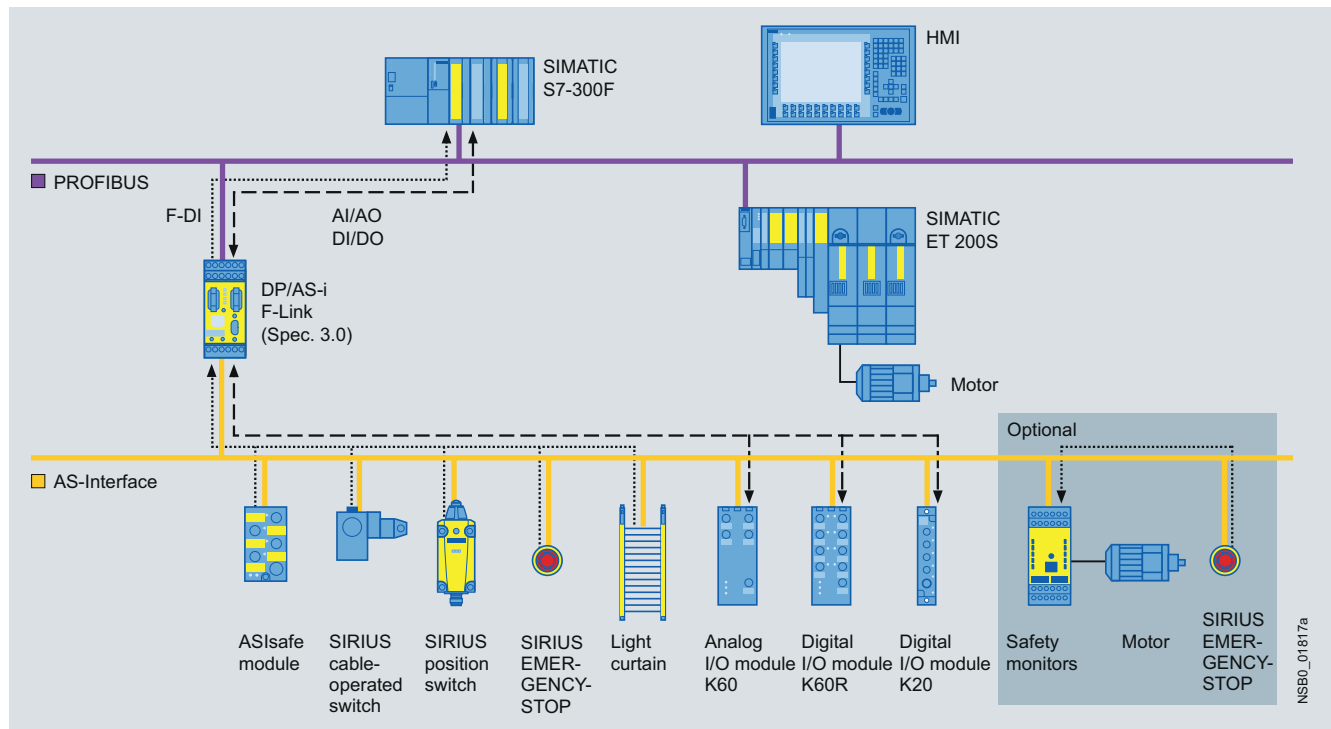 HMI
SIMATIC
S7-300F
PROFIBUS
F-DI
AI/AO
DI/DO
SIMATIC
ET 200S
DP/AS-i
F-Link
(Spec. 3.0)
Motor
Optional
AS-Interface
ASIsafe
module
SIRIUS
cable-
operated
switch
SIRIUS
position
switch
SIRIUS
EMER-
GENCY-
STOP
Light
curtain
Analog
I/O module
K60
Digital
I/O module
K60R
Digital
I/O module
K20
Safety
monitors
Motor
SIRIUS
EMER-
GENCY-
STOP
NSB0_01817a